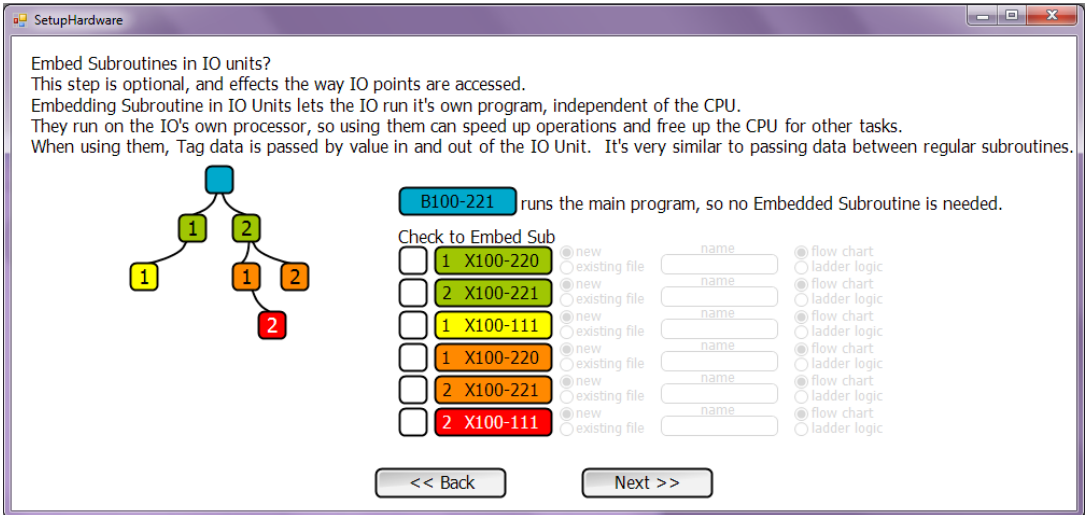 SetupHardware
Embed Subroutines in IO units?
This step is optional, and effects the way IO points are accessed.
Embedding Subroutine in IO Units lets the IO run it's own program, independent of the CPU.
They run on the IO's own processor, so using them can speed up operations and free up the CPU for other tasks.
When using them, Tag data is passed by value in and out of the IO Unit.  It's very similar to passing data between regular subroutines.
1 2
1 1 2
2
B100-221 runs the main program, so no Embedded Subroutine is needed.
Check to Embed Sub
1 X100-220 new existing file name flow chart ladder logic
2 X100-221 new existing file name flow chart ladder logic
1 X100-111 new existing file name flow chart ladder logic
1 X100-220 new existing file name flow chart ladder logic
2 X100-221 new existing file name flow chart ladder logic
2 X100-111 new existing file name flow chart ladder logic
<< Back Next >>